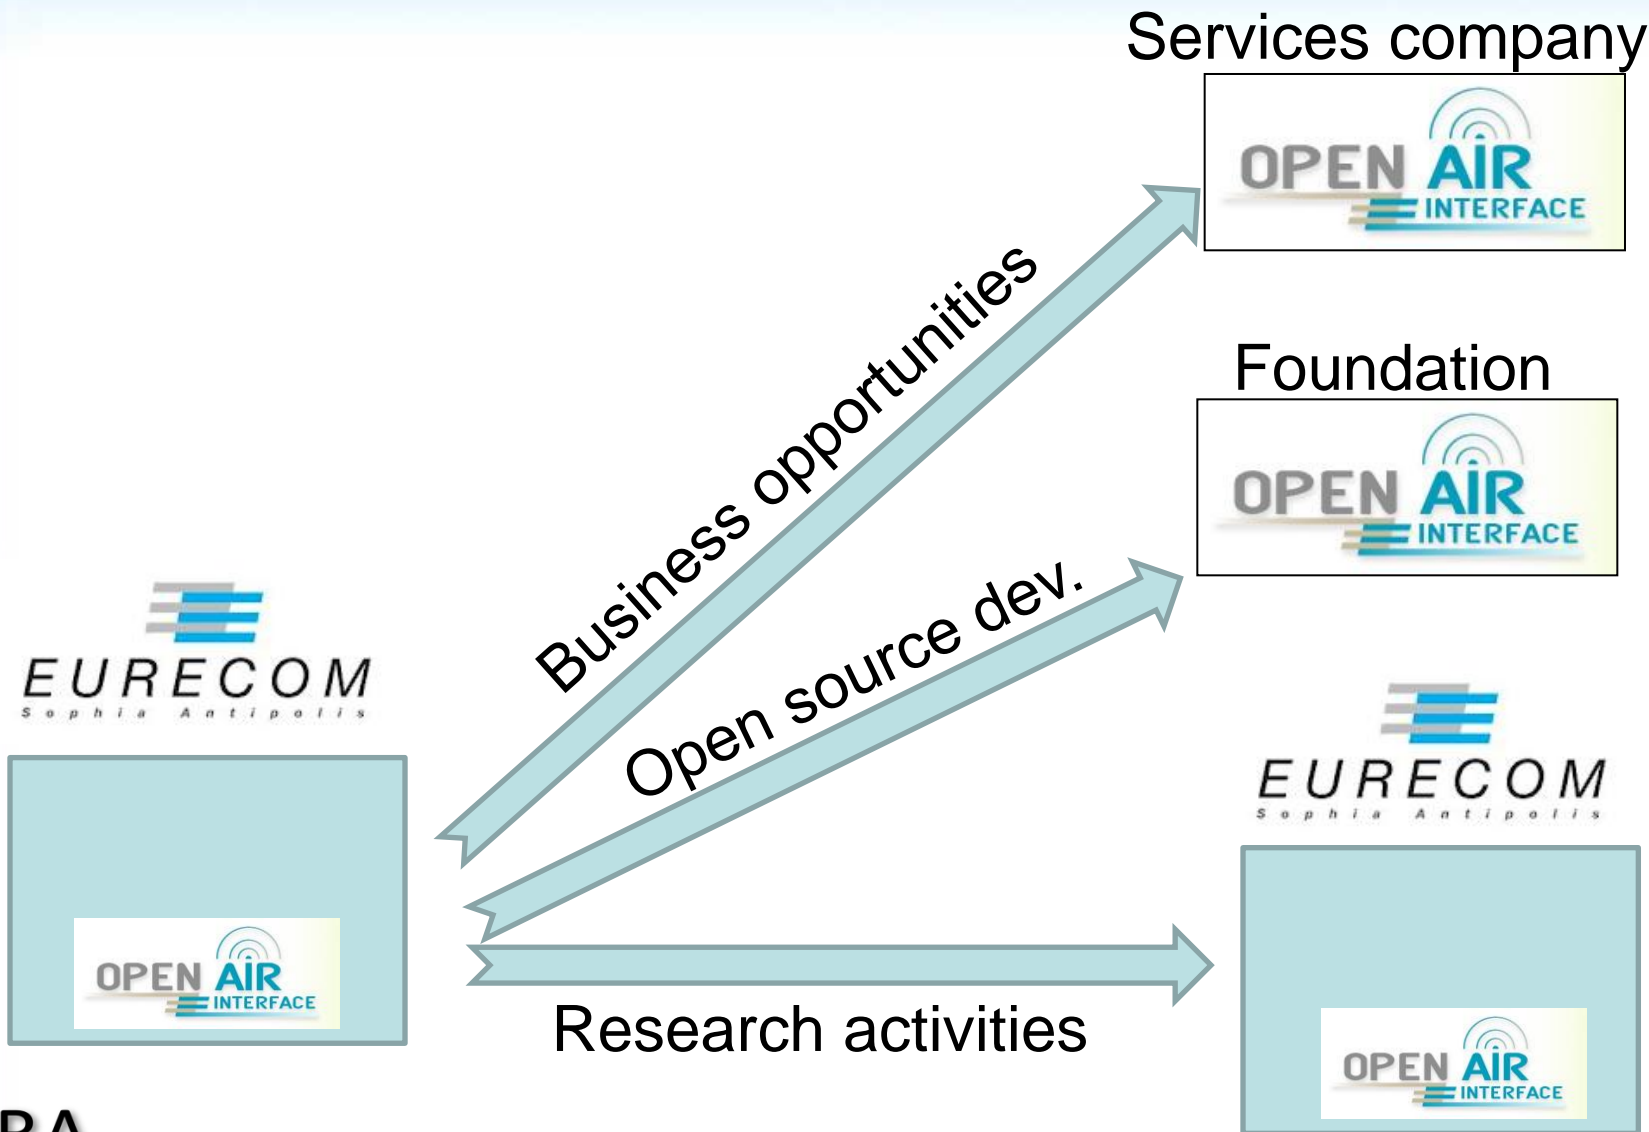 Services company
OPEN AIR
INTERFACE
Business opportunities
Foundation
OPEN AIR
INTERFACE
Open source dev.
EURECOM
Sophia Antipolis
OPEN AIR
INTERFACE
Research activities
EURECOM
Sophia Antipolis
OPEN AIR
INTERFACE